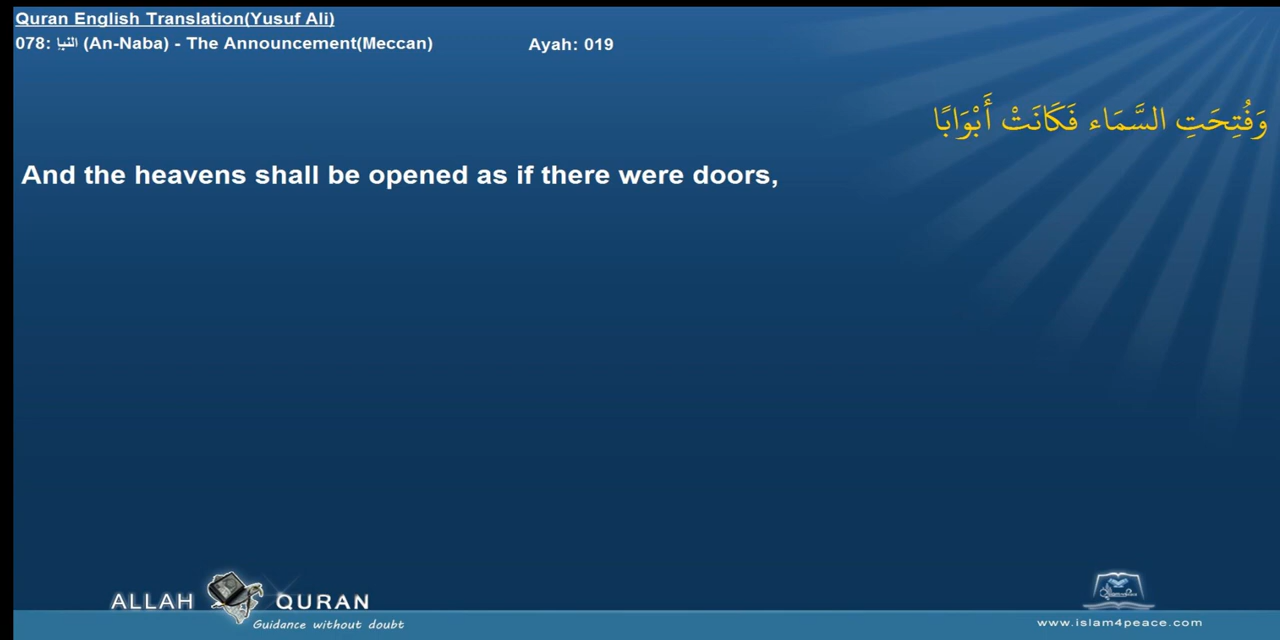 Quran English Translation(Yusuf Ali)
078: النبإ (An-Naba) - The Announcement(Meccan) Ayah: 019
وَفُتِحَتِ السَّمَاء فَكَانَتْ أَبْوَابًا
And the heavens shall be opened as if there were doors,
ALLAH QURAN
Guidance without doubt
www.islam4peace.com